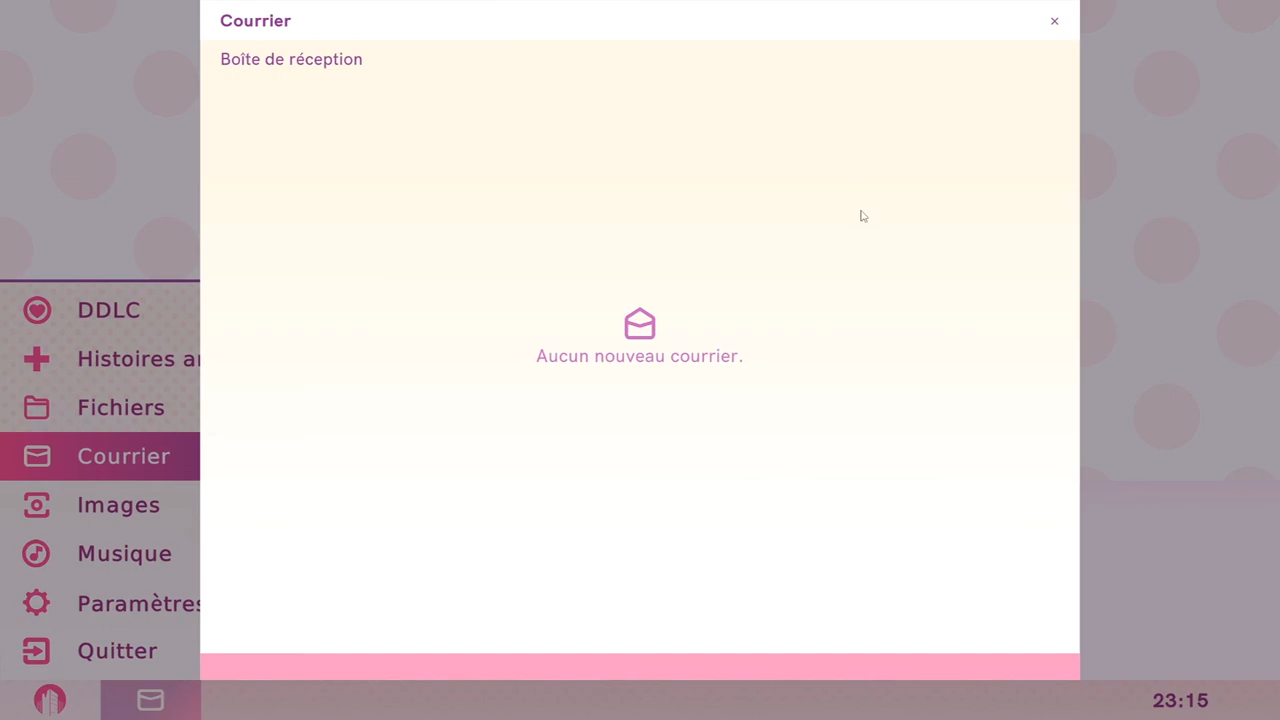 Courrier
×
Boîte de réception
Aucun nouveau courrier.
DDLC
Histoires a
Fichiers
Courrier
Images
Musique
Paramètres
Quitter
23:15